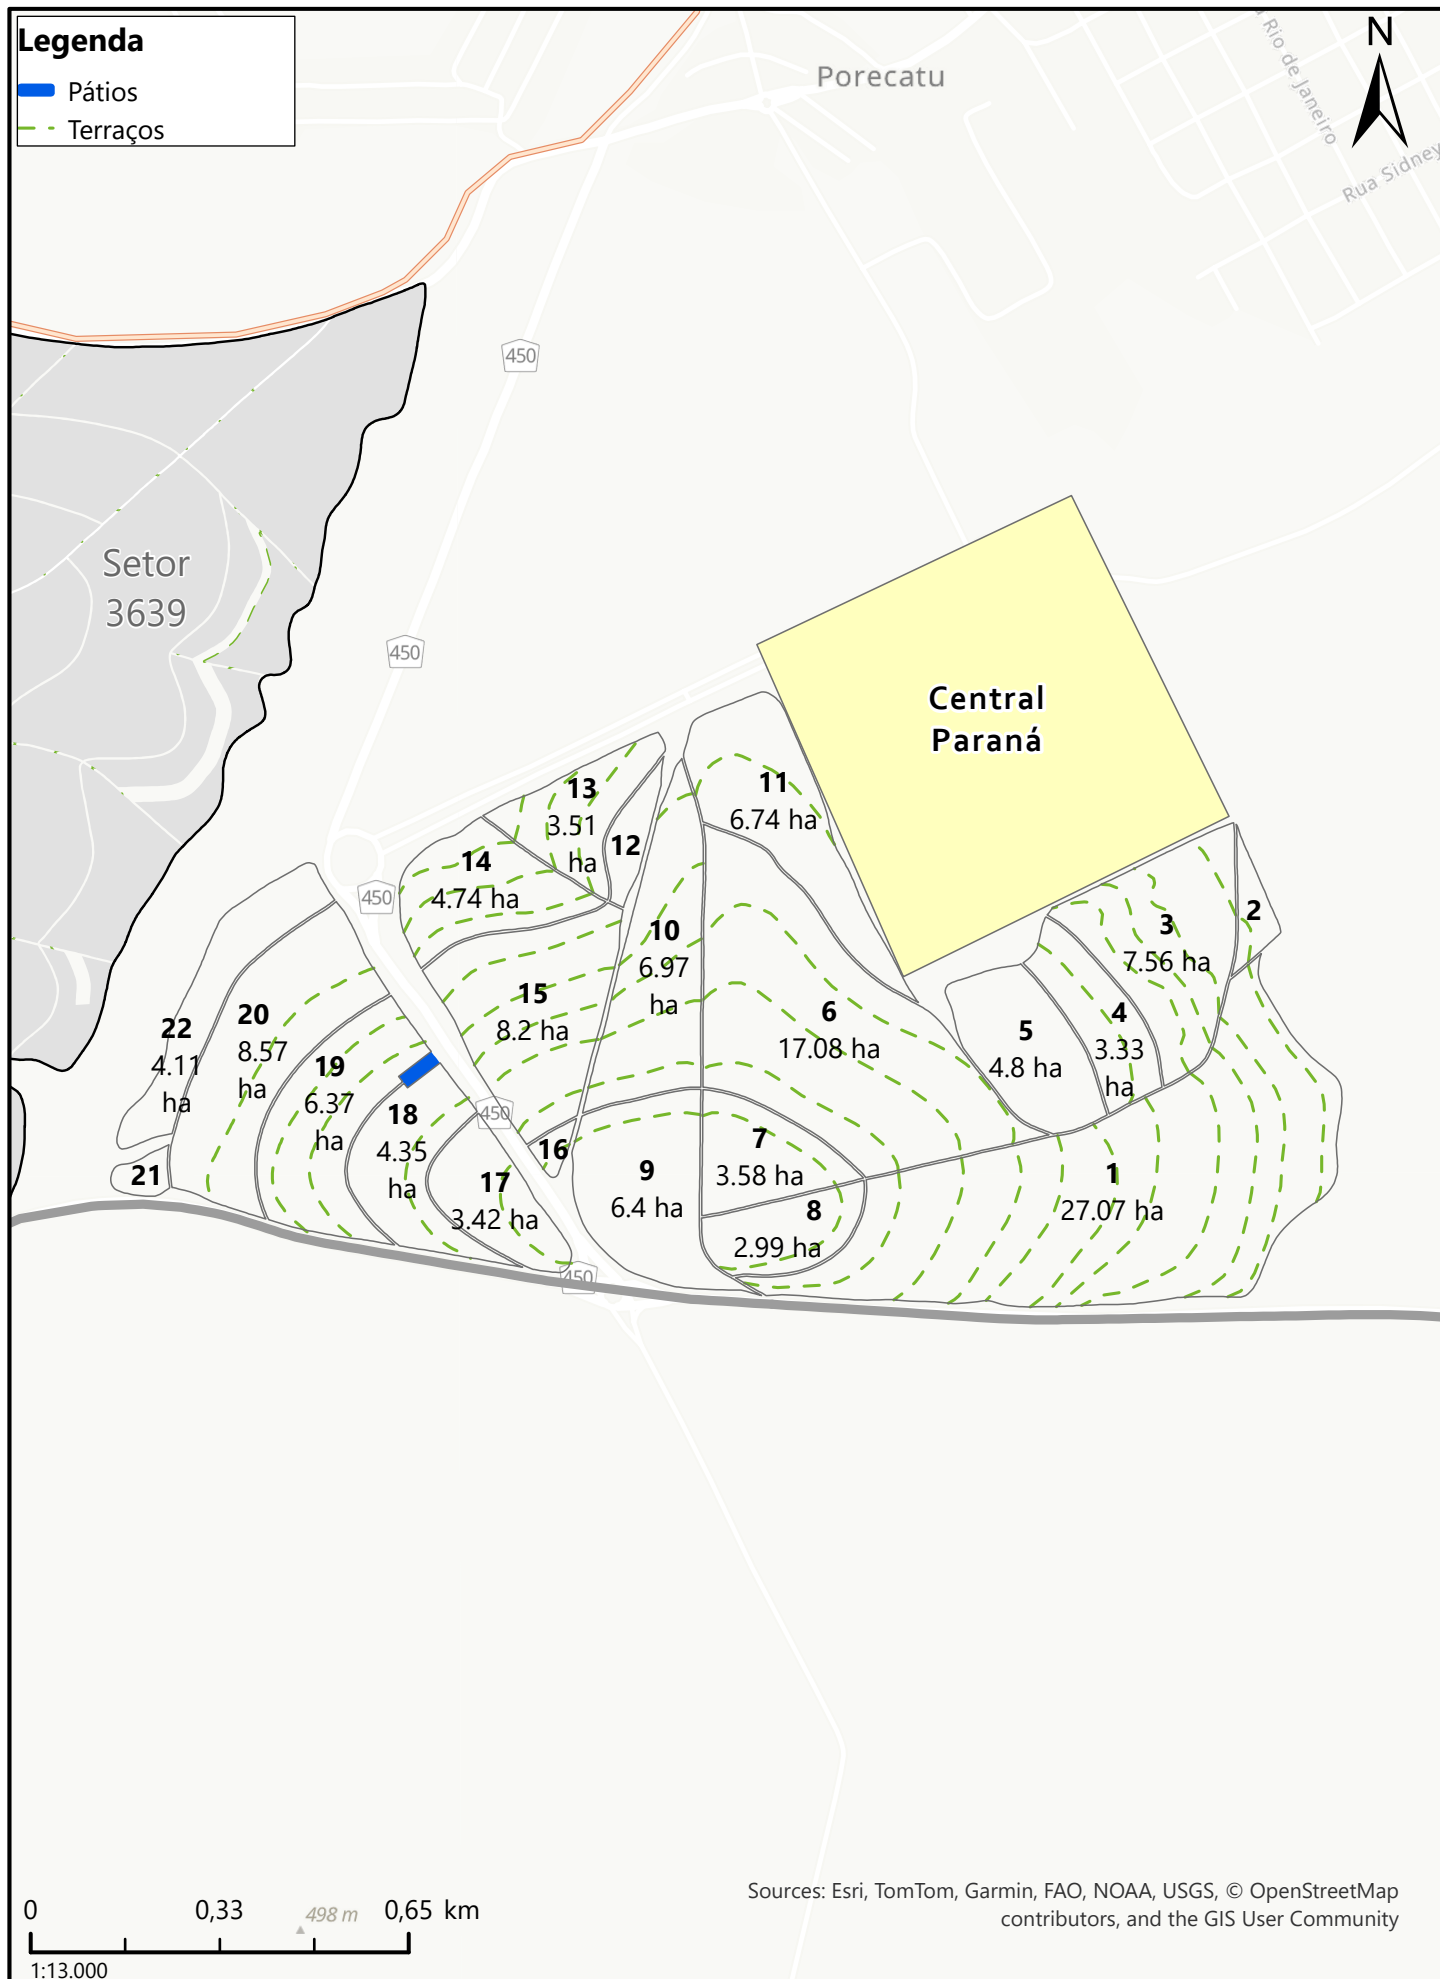 Legenda
Pátios
Terraços
N
Porecatu
Rio de Janeiro
Rua Sidney
450
Setor
3639
450
Central
Paraná
11
6.74 ha
13
3.51
ha
12
14
4.74 ha
450
2
3
7.56 ha
10
6.97
ha
15
8.2 ha
6
17.08 ha
4
3.33
ha
5
4.8 ha
22
4.11
ha
20
8.57
ha
19
6.37
ha
18
4.35
ha
450
16
7
3.58 ha
9
6.4 ha
21
17
3.42 ha
8
2.99 ha
1
27.07 ha
450
Sources: Esri, TomTom, Garmin, FAO, NOAA, USGS, © OpenStreetMap
contributors, and the GIS User Community
0 0,33 498 m 0,65 km
1:13.000